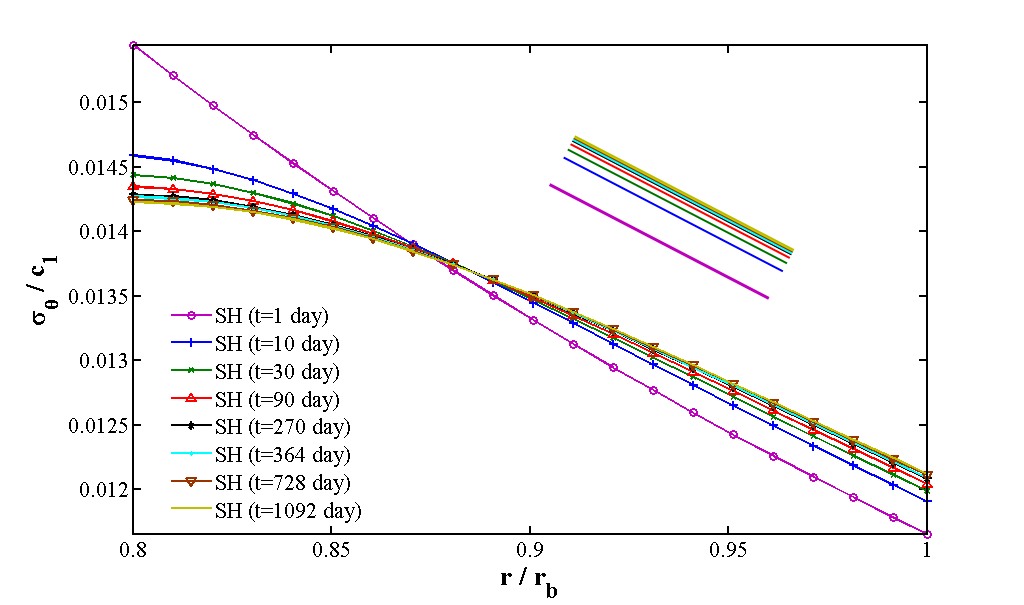 0.015
0.0145
0.014
0.0135
0.013
0.0125
0.012
σθ / c1
SH (t=1 day)
SH (t=10 day)
SH (t=30 day)
SH (t=90 day)
SH (t=270 day)
SH (t=364 day)
SH (t=728 day)
SH (t=1092 day)
0.8
0.85
0.9
0.95
1
r / rb